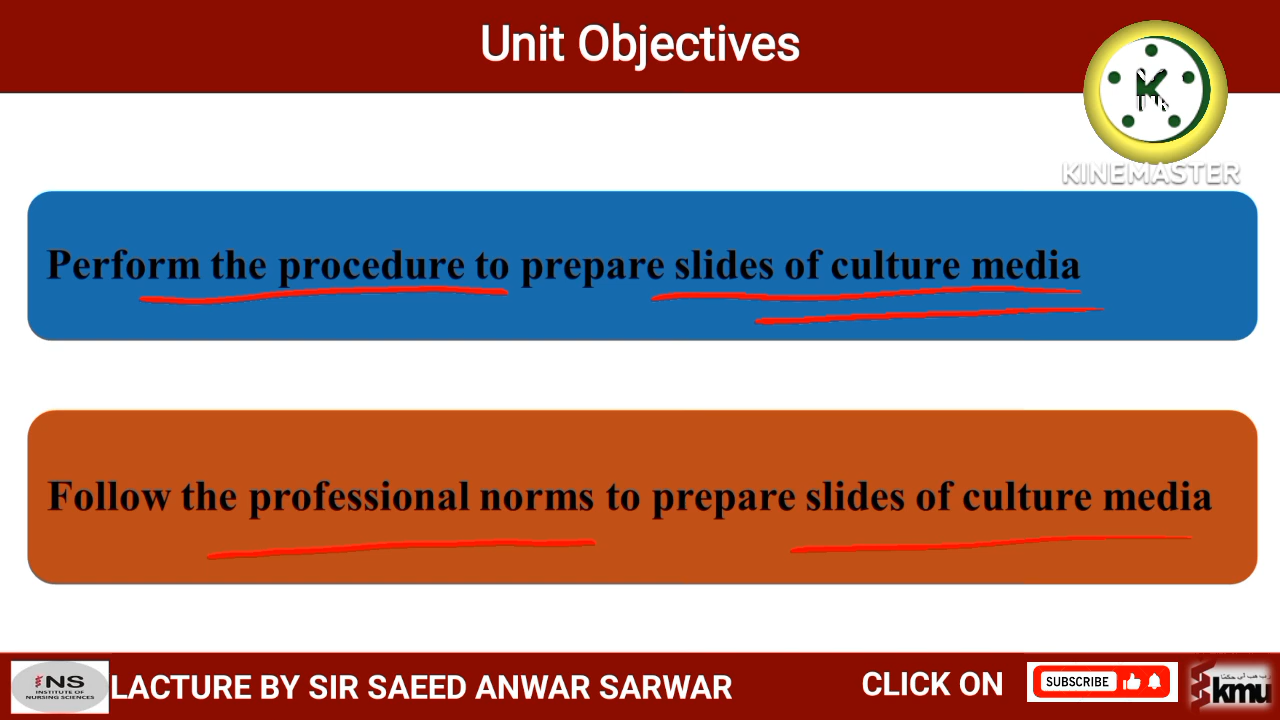 Unit Objectives
KINEMASTER
Perform the procedure to prepare slides of culture media
Follow the professional norms to prepare slides of culture media
INS
INSTITUTE OF
NURSING SCIENCES
LACTURE BY SIR SAEED ANWAR SARWAR
CLICK ON
SUBSCRIBE
kmu